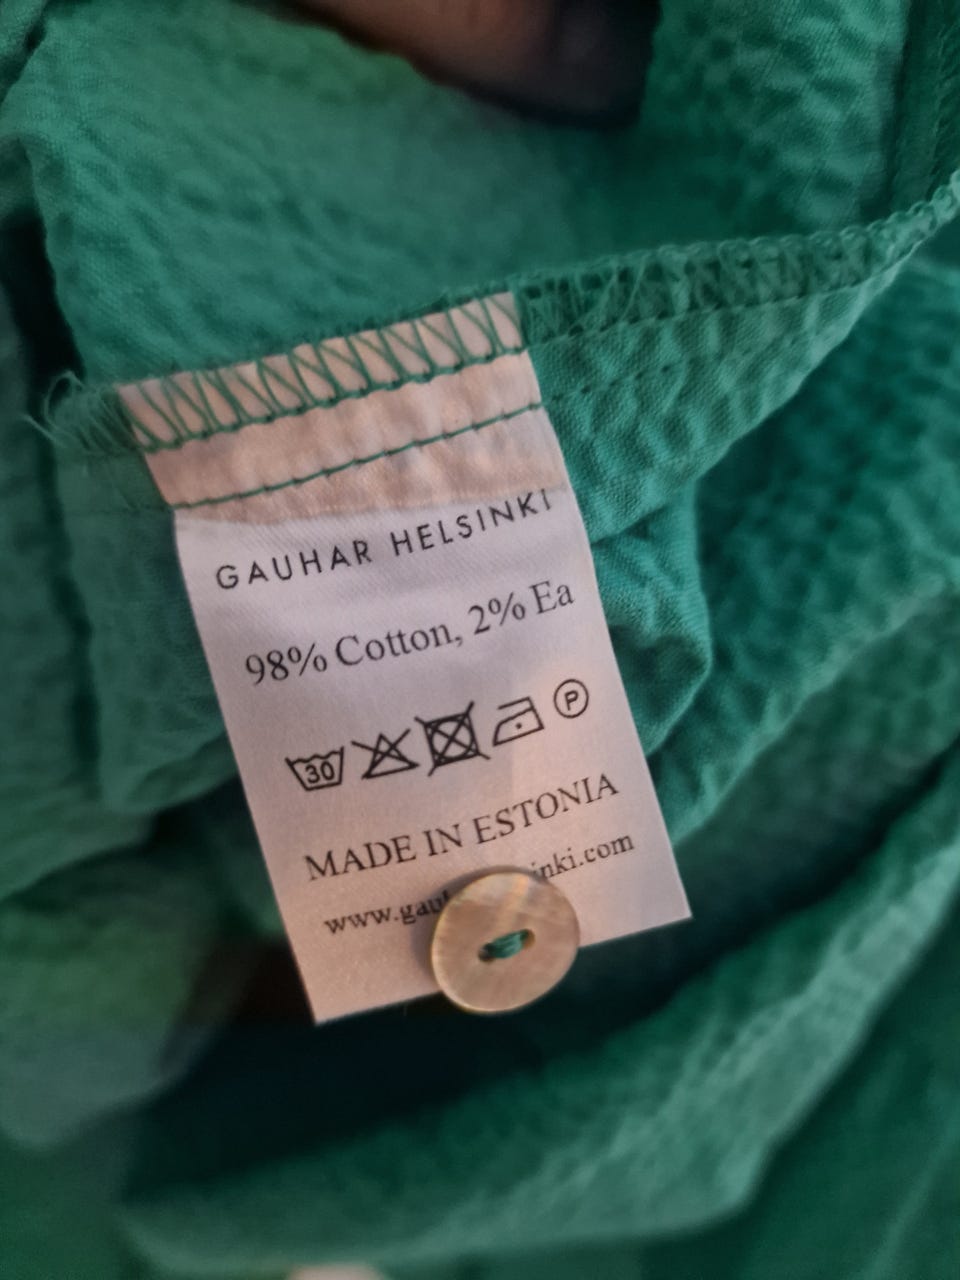 GAUHAR HELSINKI
98% Cotton, 2% Ea
30 P
MADE IN ESTONIA